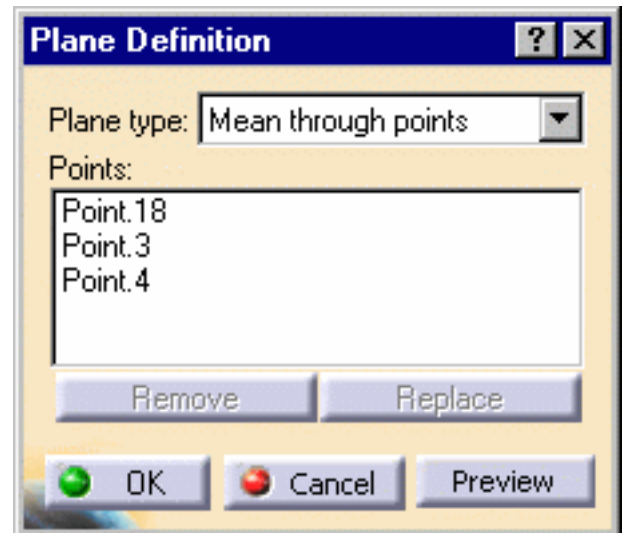 Plane Definition ? X
Plane type: Mean through points
Points:
Point.18
Point.3
Point.4
Remove Replace
OK Cancel Preview